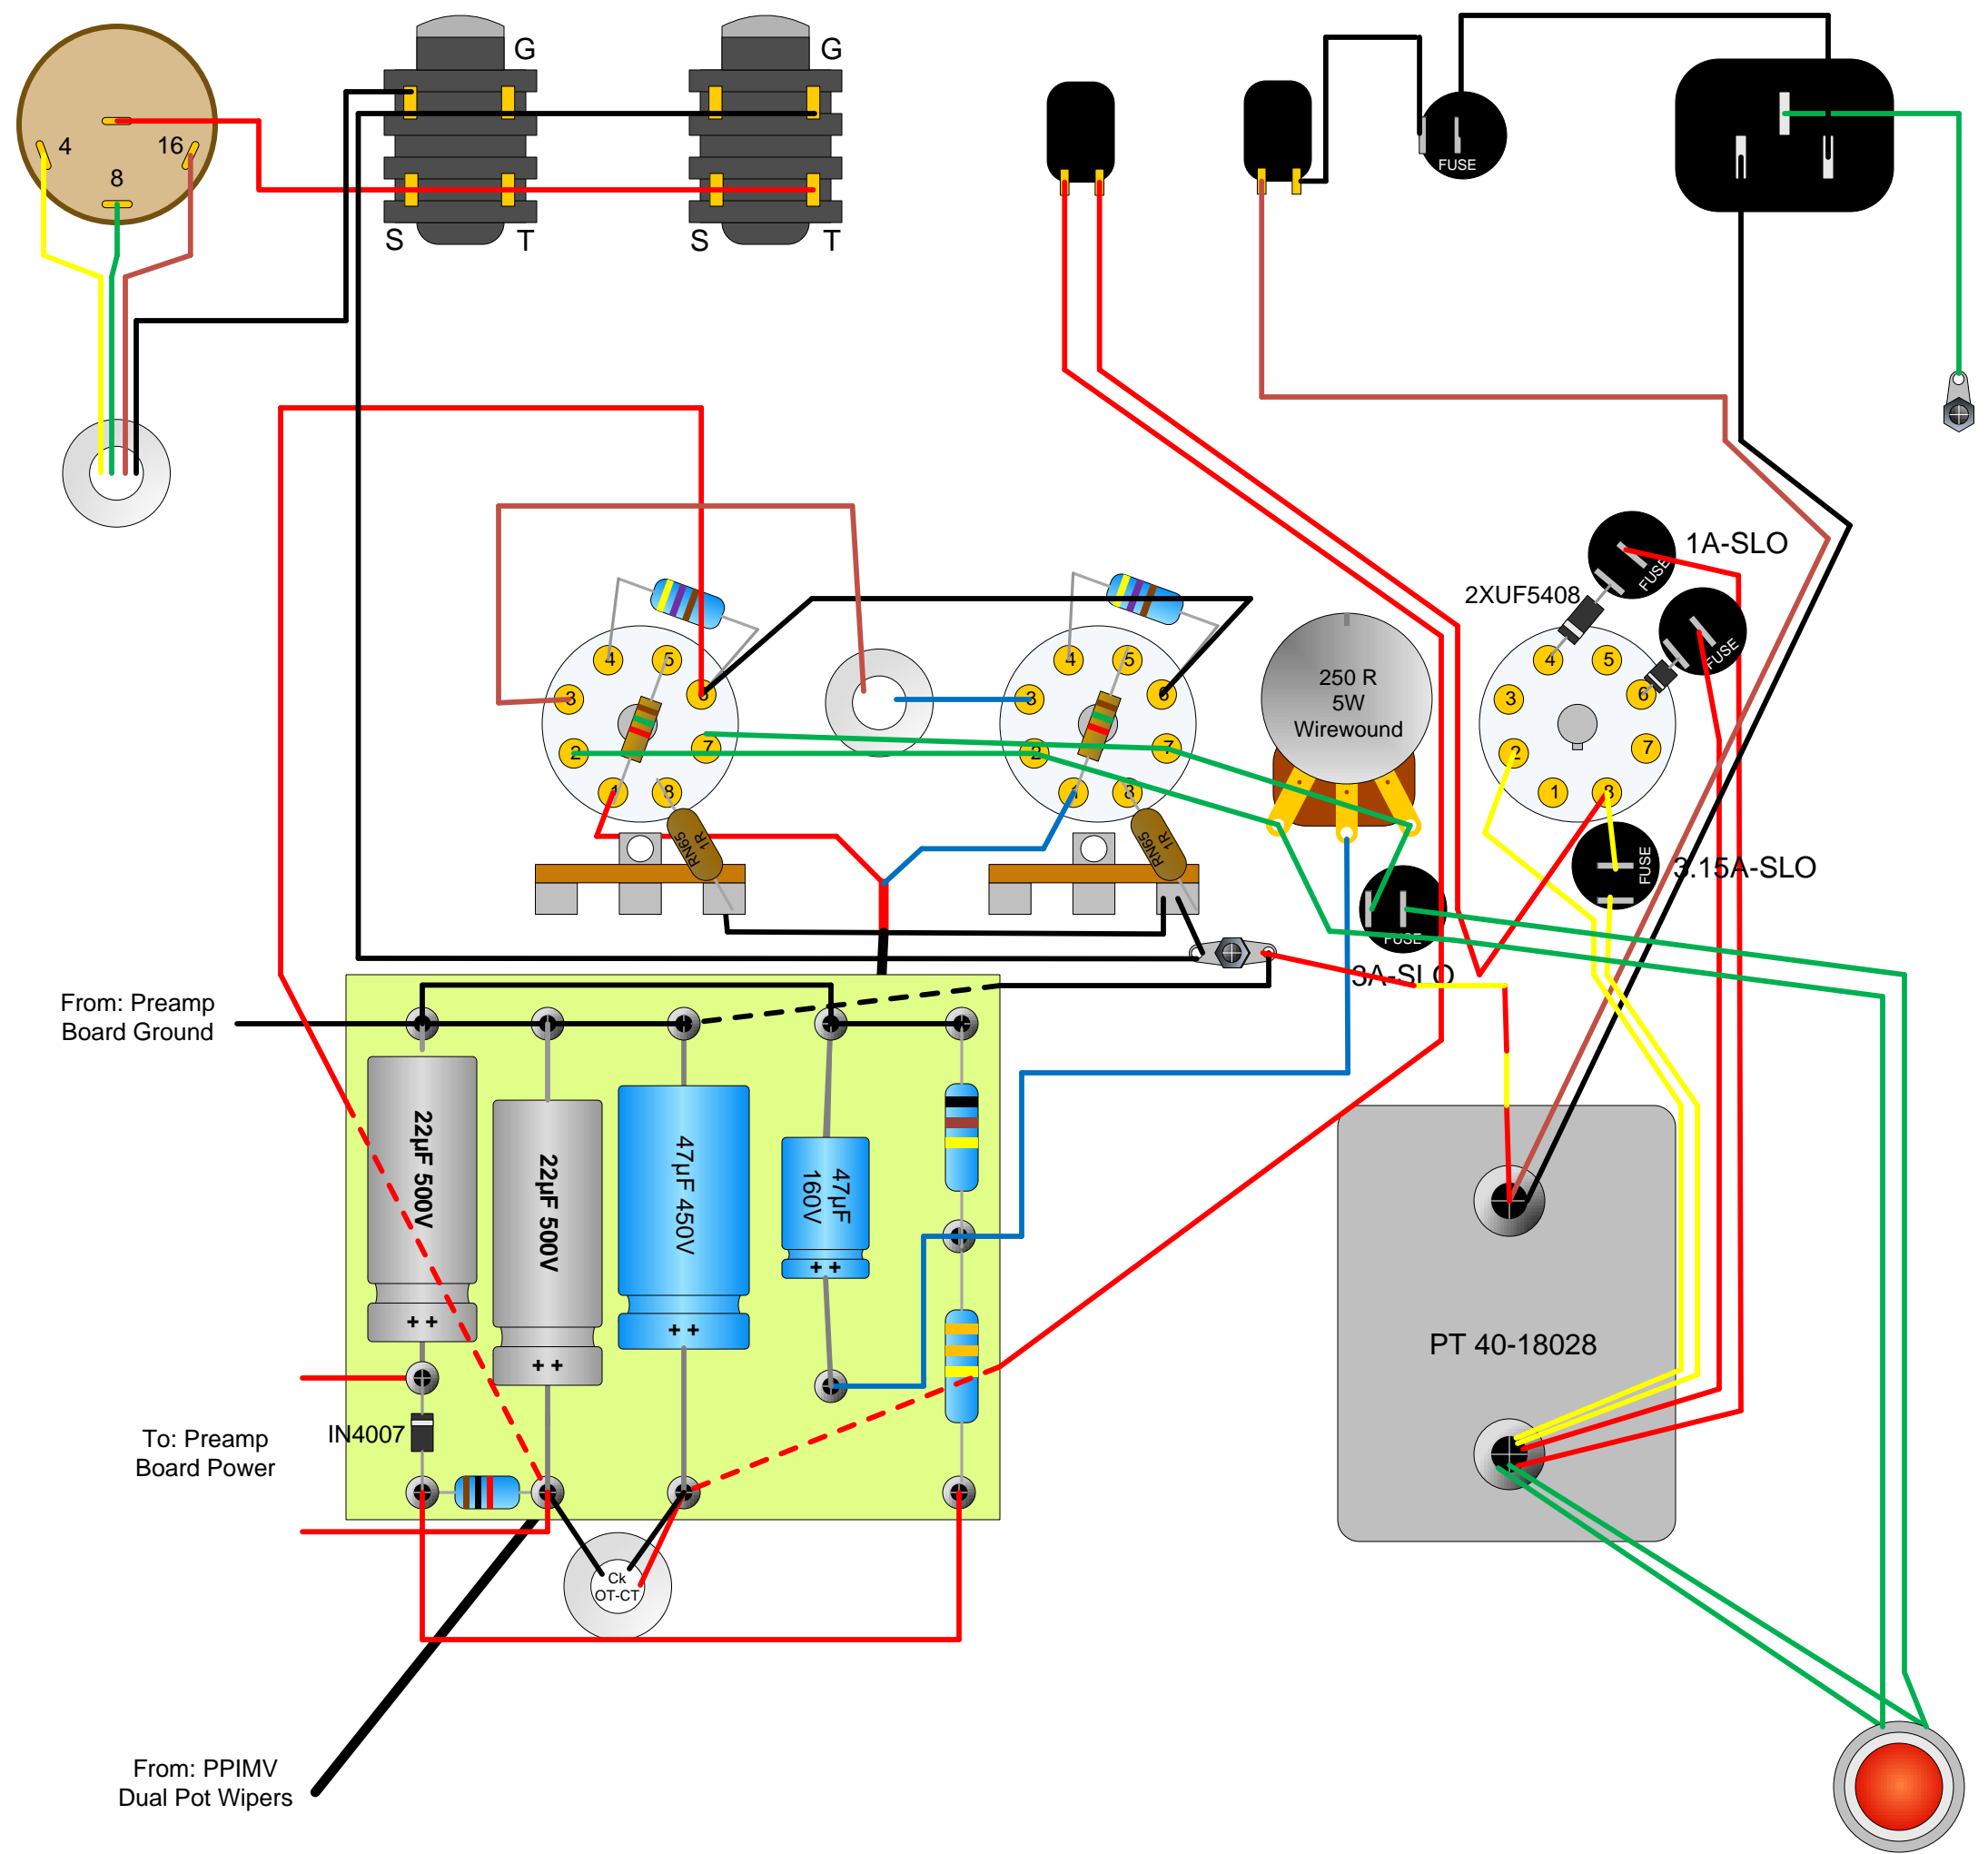 G
G
4
16
8
S
T
S
T
FUSE
1A-SLO
FUSE
2XUF5408
FUSE
4
5
4
5
4
5
3
6
3
6
3
6
250 R
5W
Wirewound
2
7
2
7
2
7
1
8
1
8
1
8
RN65
1R
RN65
1R
FUSE
3.15A-SLO
FUSE
3A-SLO
From: Preamp
Board Ground
22µF 500V
22µF 500V
47µF 450V
47µF
160V
++
++
++
++
PT 40-18028
IN4007
To: Preamp
Board Power
Ck
OT-CT
From: PPIMV
Dual Pot Wipers